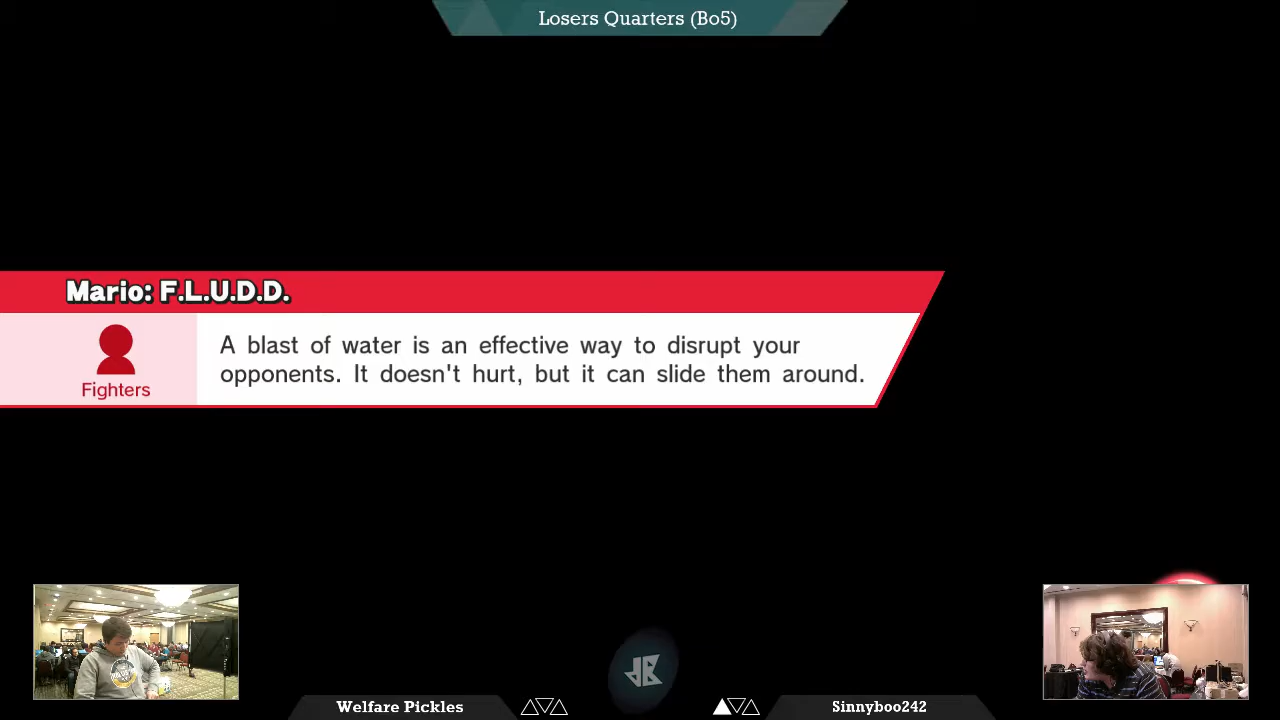 Losers Quarters (Bo5)
Mario: F.L.U.D.D.
A blast of water is an effective way to disrupt your
opponents. It doesn't hurt, but it can slide them around.
Fighters
Welfare Pickles
Sinnyboo242